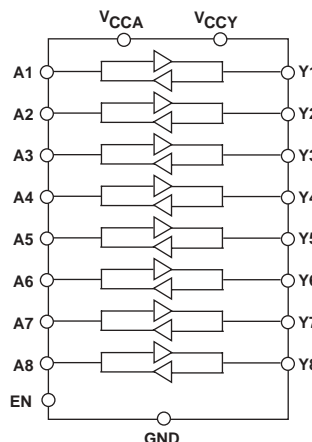 VCCA VCCY
A1 Y1
A2 Y2
A3 Y3
A4 Y4
A5 Y5
A6 Y6
A7 Y7
A8 Y8
EN
GND